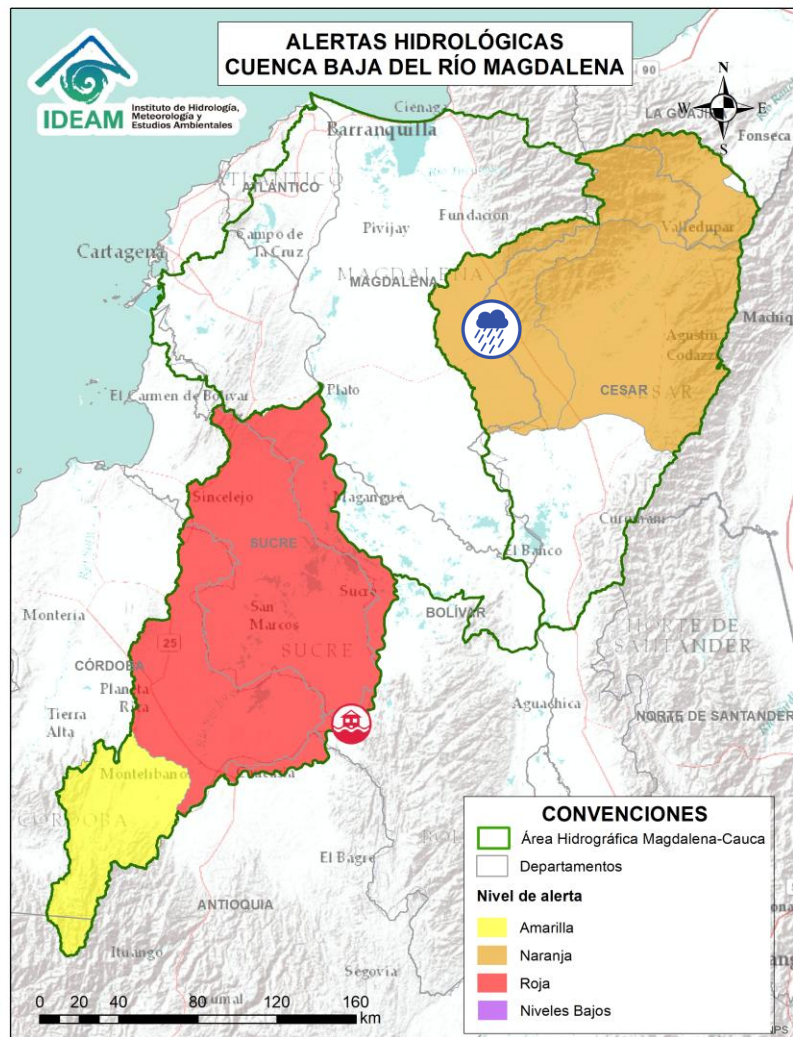 ALERTAS HIDROLÓGICAS
CUENCA BAJA DEL RÍO MAGDALENA
IDEAM
Instituto de Hidrología,
Meteorología y
Estudios Ambientales
90
N
W
E
S
Ciénaga
LA GUAJIRA
Barranquilla
Fonseca
ATLÁNTICO
Fundación
Pivijay
Valledupar
Cartagena
Campo de
La Cruz
MAGDALENA
MAGDALENA
Machiq
Agustín
Codazzi
El Carmen de Bolívar
Plato
CESAR
Sincelejo
Magangué
Curumaní
SUCRE
El Banco
Sucre
Montería
San
Marcos
BOLÍVAR
NORTE DE
SANTANDER
25
SUCRE
CÓRDOBA
Planeta
Rica
Aguachica
Tierra
Alta
NORTE DE SANTANDER
Montelíbano
CÓRDOBA
El Bagre
ANTIOQUIA
Ituango
Segovia
CONVENCIONES
Área Hidrográfica Magdalena-Cauca
Departamentos
Nivel de alerta
Amarilla
Naranja
Roja
Niveles Bajos
0 20 40 80 120 160
km